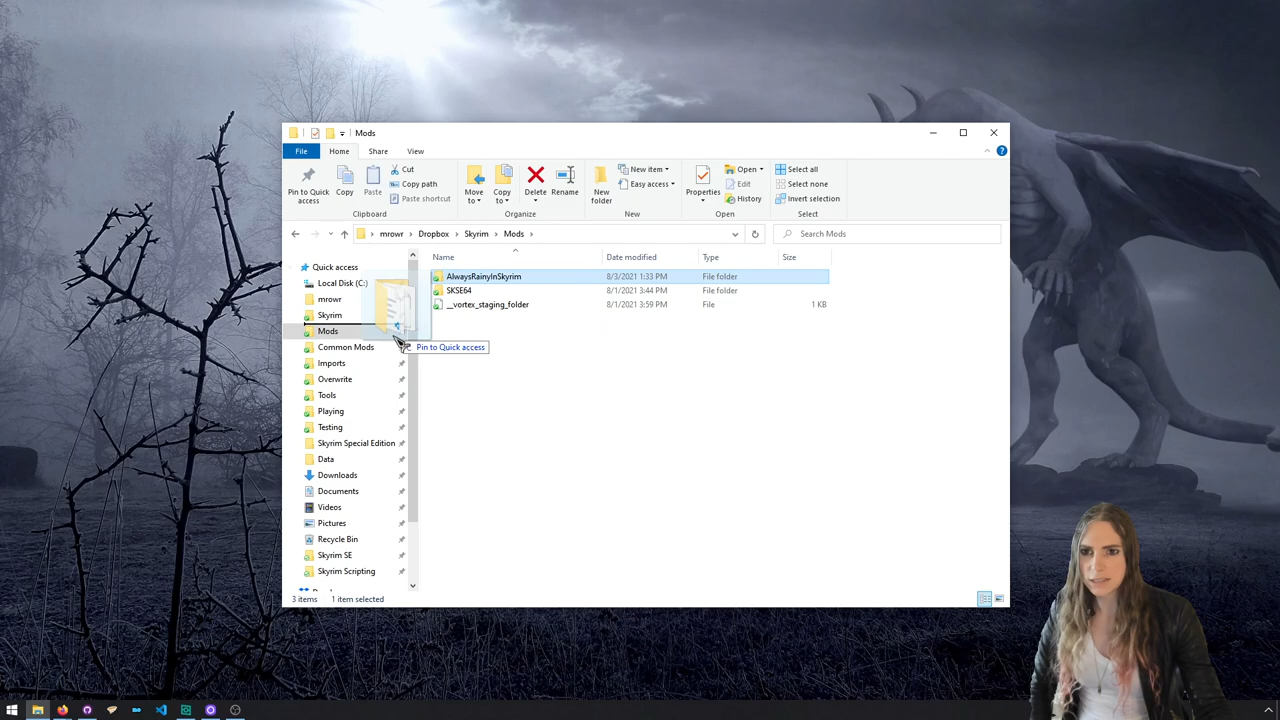 Mods
File Home Share View
Pin to Quick access
Copy
Paste
Cut
Copy path
Paste shortcut
Clipboard
Move to
Copy to
Delete
Rename
Organize
New folder
New item
Easy access
New
Properties
Open
Edit
History
Open
Select all
Select none
Invert selection
Select
mrowr > Dropbox > Skyrim > Mods >
Search Mods
Name Date modified Type Size
AlwaysRainyInSkyrim 8/3/2021 1:33 PM File folder
SKSE64 8/1/2021 3:44 PM File folder
__vortex_staging_folder 8/1/2021 3:59 PM File 1 KB
Quick access
Local Disk (C:)
mrowr
Skyrim
Mods
Pin to Quick access
Common Mods
Imports
Overwrite
Tools
Playing
Testing
Skyrim Special Edition
Data
Downloads
Documents
Videos
Pictures
Recycle Bin
Skyrim SE
Skyrim Scripting
3 items 1 item selected